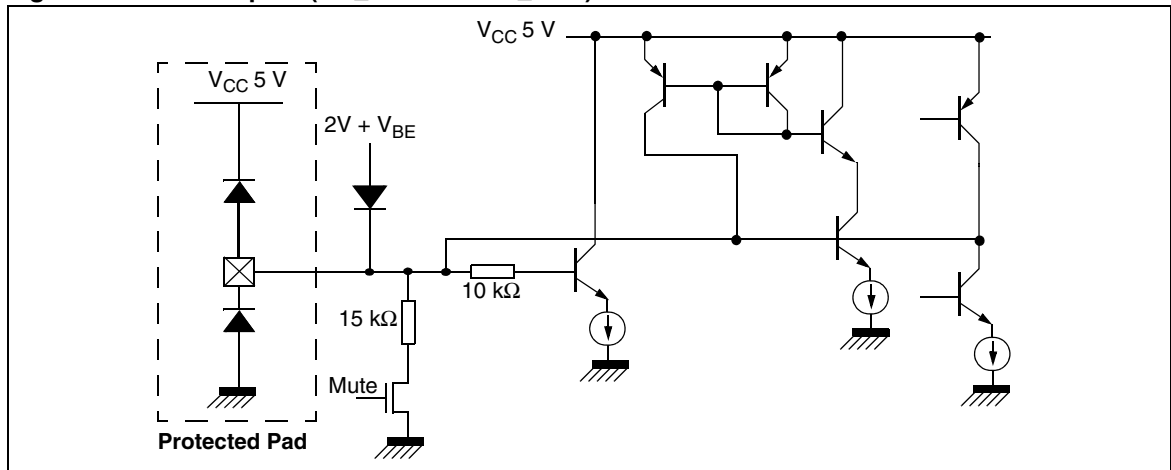 V_CC 5 V
V_CC 5 V
2V + V_BE
10 kΩ
15 kΩ
Mute
Protected Pad